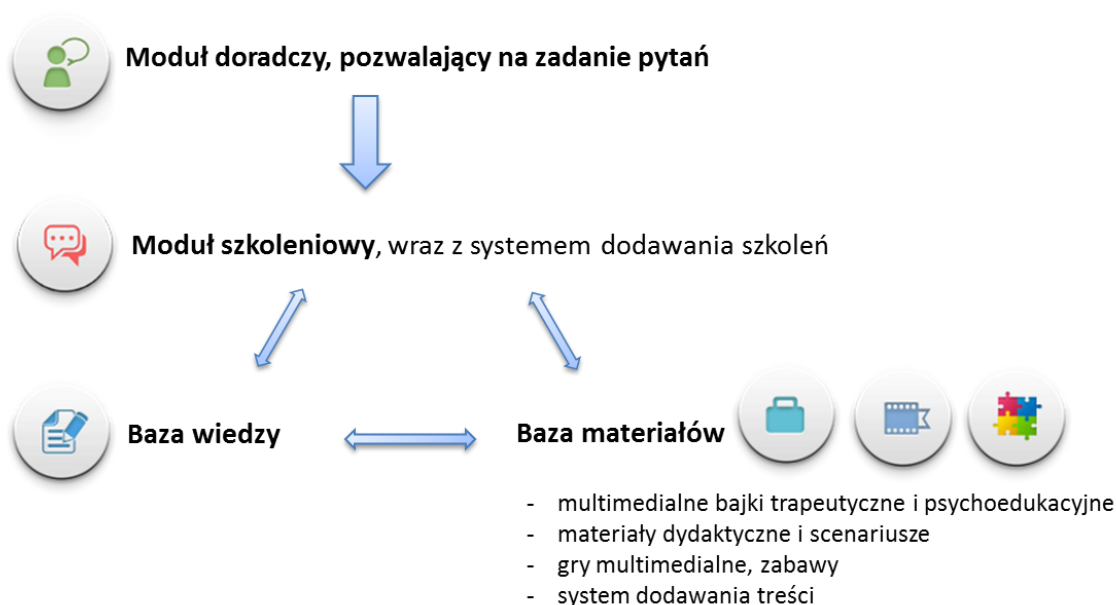 Moduł doradczy, pozwalający na zadanie pytań
Moduł szkoleniowy, wraz z systemem dodawania szkoleń
Baza wiedzy
Baza materiałów
- multimedialne bajki trapeutyczne i psychoedukacyjne
- materiały dydaktyczne i scenariusze
- gry multimedialne, zabawy
- system dodawania treści